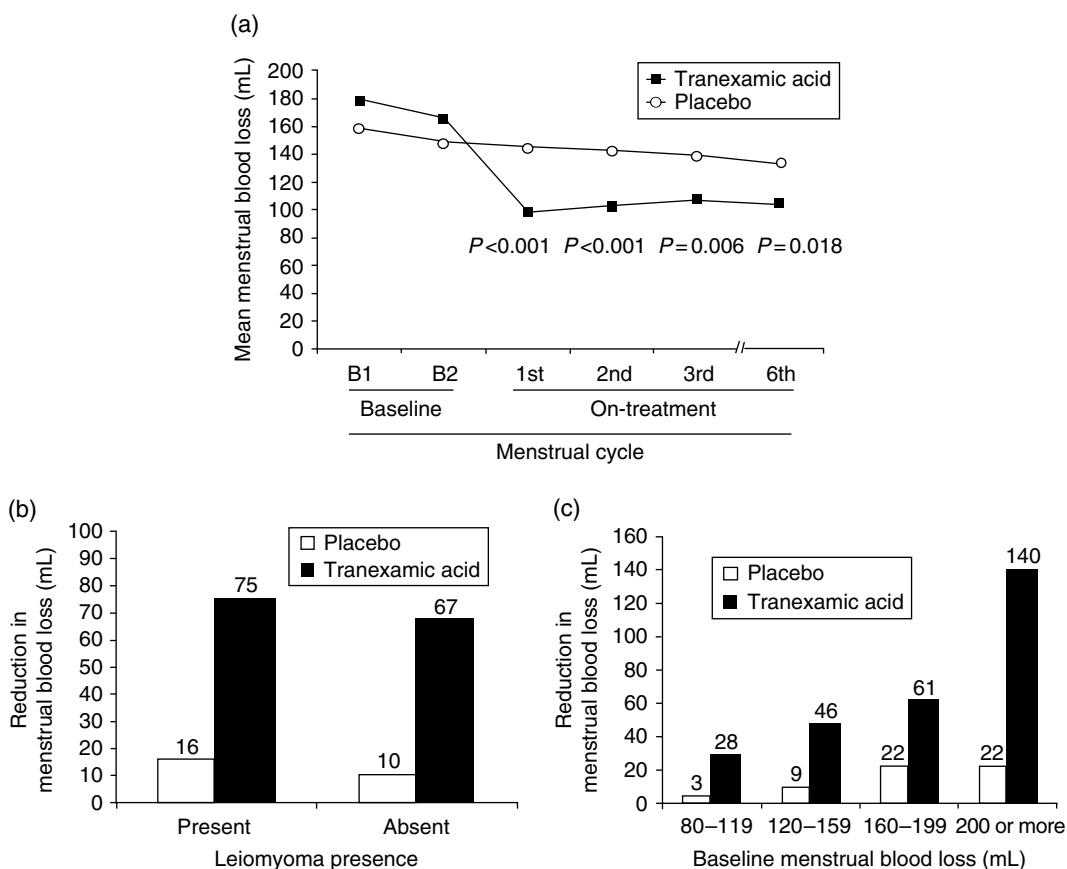 (a)
Mean menstrual blood loss (mL)
200
180
160
140
120
100
80
60
40
20
0
Tranexamic acid
Placebo
P<0.001 P<0.001 P=0.006 P=0.018
B1 B2 1st 2nd 3rd 6th
Baseline On-treatment
Menstrual cycle
(b)
Reduction in
menstrual blood loss (mL)
100
90
80
70
60
50
40
30
20
10
0
Placebo
Tranexamic acid
16 75 10 67
Present Absent
Leiomyoma presence
(c)
Reduction in
menstrual blood loss (mL)
160
140
120
100
80
60
40
20
0
Placebo
Tranexamic acid
3 28 9 46 22 61 22 140
80–119 120–159 160–199 200 or more
Baseline menstrual blood loss (mL)